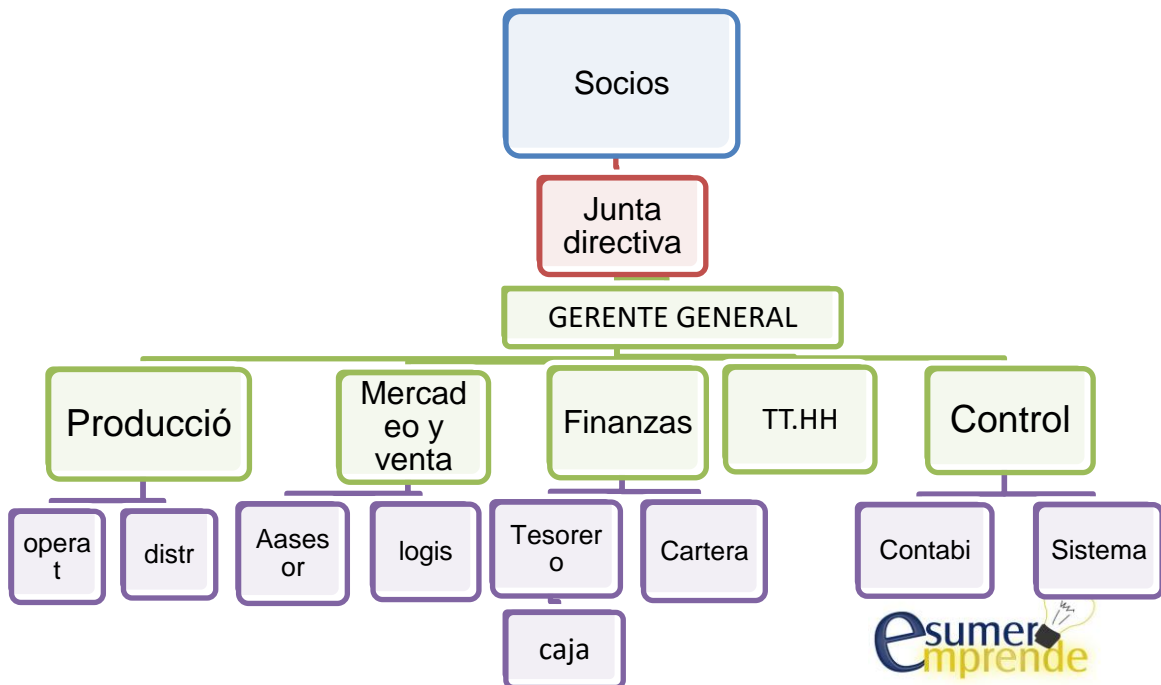 Socios
Junta
directiva
GERENTE GENERAL
Producció
Mercad
eo y
venta
Finanzas
TT.HH
Control
opera
t
distr
Aases
or
logis
Tesorer
o
Cartera
Contabi
Sistema
caja
esumer
emprende